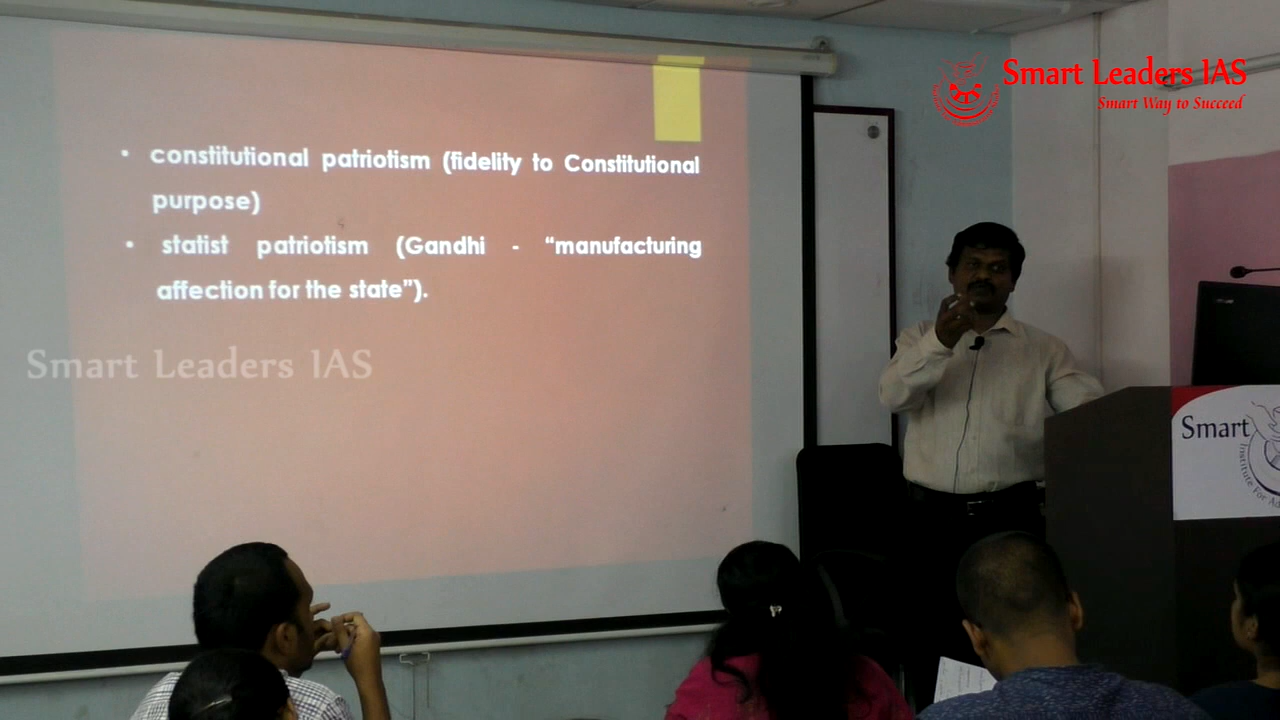 Smart Leaders IAS
Smart Way to Succeed
• constitutional patriotism (fidelity to Constitutional
purpose)
• statist patriotism (Gandhi - “manufacturing
affection for the state”).
Smart Leaders IAS
Smart